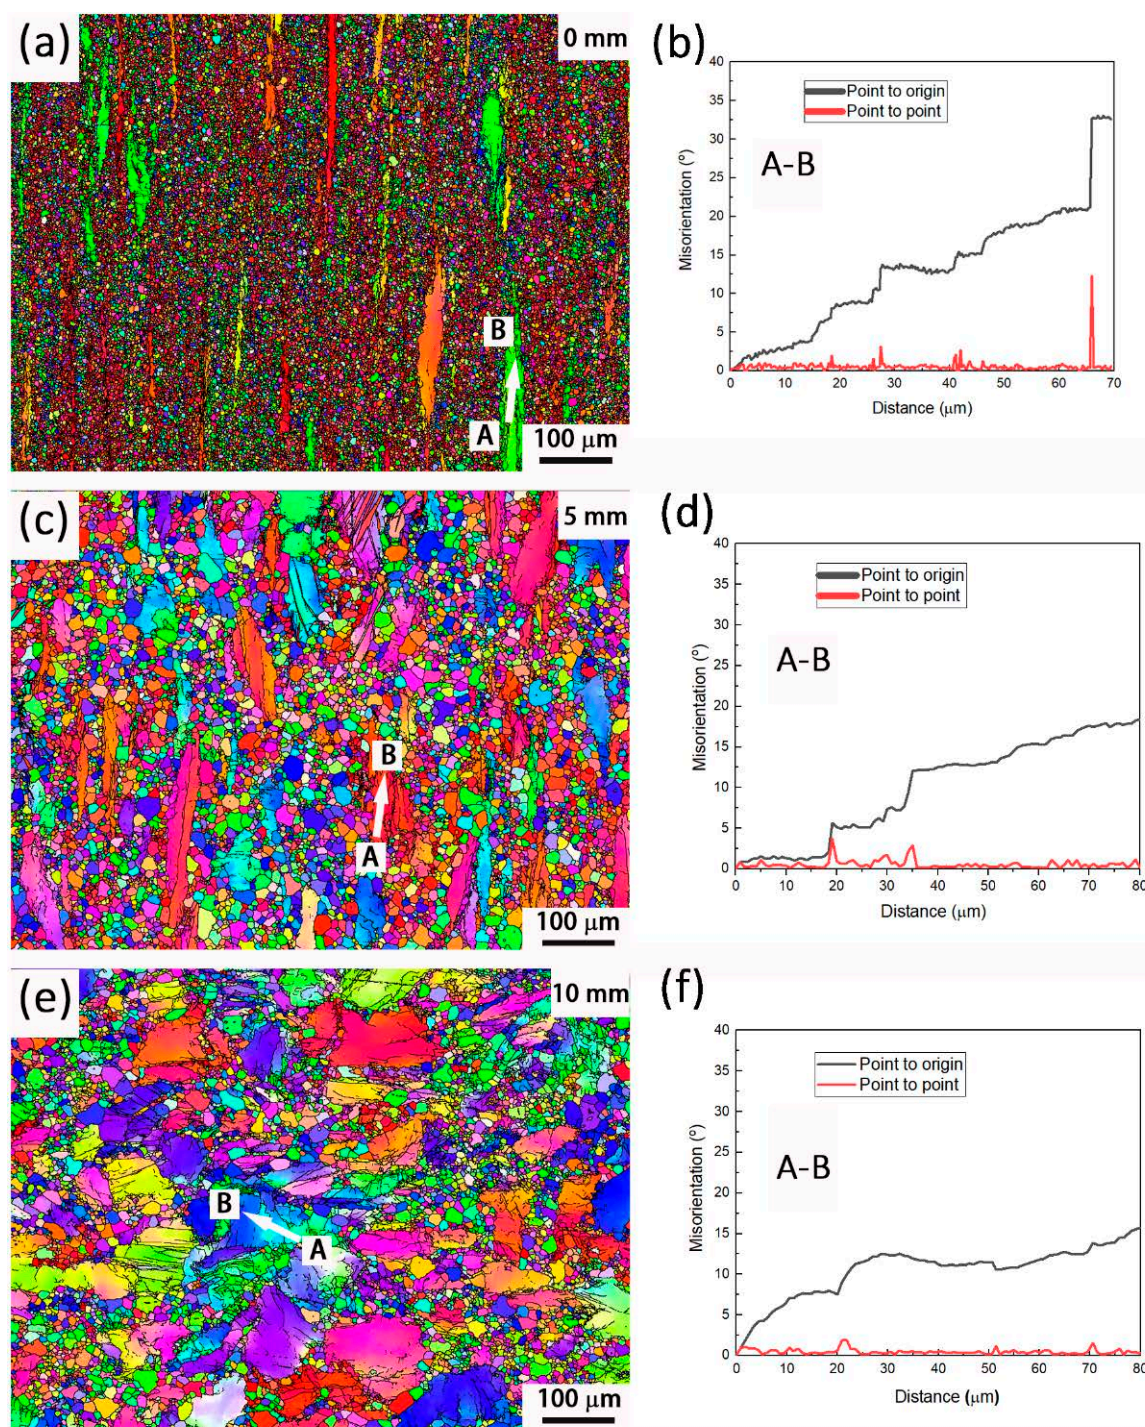 (a)
0 mm
B
A
100 μm
(b)
40
35
30
25
20
15
10
5
0
Misorientation (°)
Point to origin
Point to point
A-B
0 10 20 30 40 50 60 70
Distance (μm)
(c)
5 mm
B
A
100 μm
(d)
40
35
30
25
20
15
10
5
0
Misorientation (°)
Point to origin
Point to point
A-B
0 10 20 30 40 50 60 70 80
Distance (μm)
(e)
10 mm
B
A
100 μm
(f)
40
35
30
25
20
15
10
5
0
Misorientation (°)
Point to origin
Point to point
A-B
0 10 20 30 40 50 60 70 80
Distance (μm)